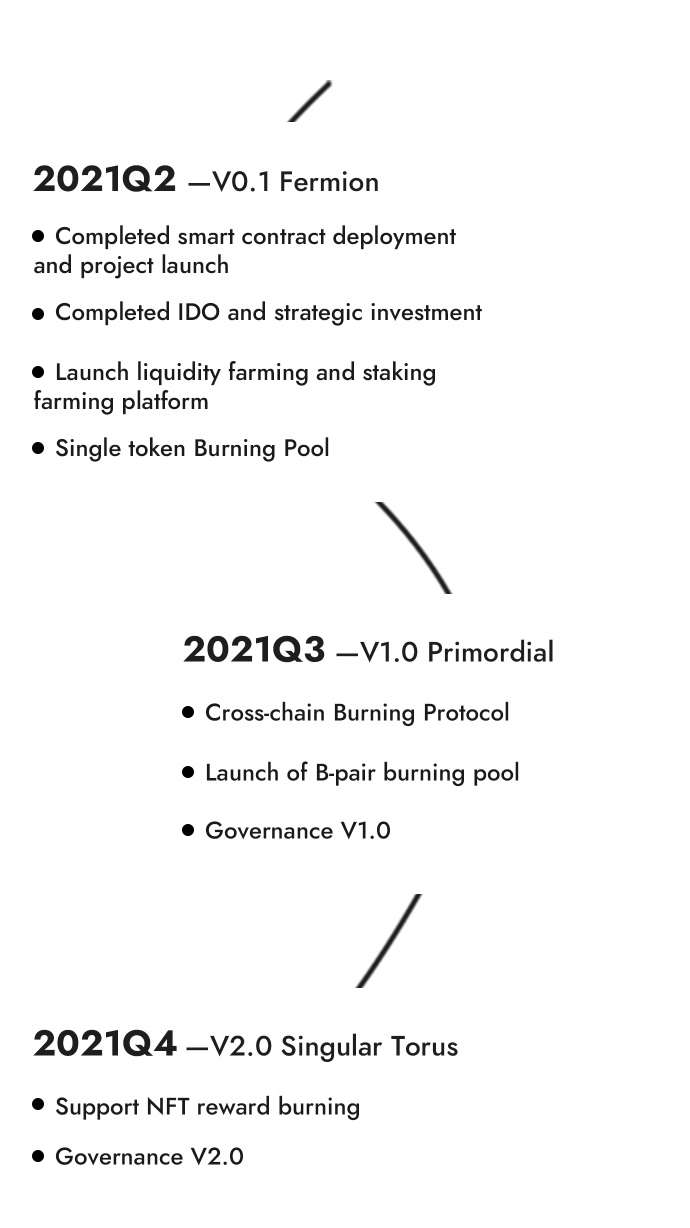 2021Q2 —V0.1 Fermion
● Completed smart contract deployment
and project launch
● Completed IDO and strategic investment
● Launch liquidity farming and staking
farming platform
● Single token Burning Pool
2021Q3 —V1.0 Primordial
● Cross-chain Burning Protocol
● Launch of B-pair burning pool
● Governance V1.0
2021Q4 —V2.0 Singular Torus
● Support NFT reward burning
● Governance V2.0